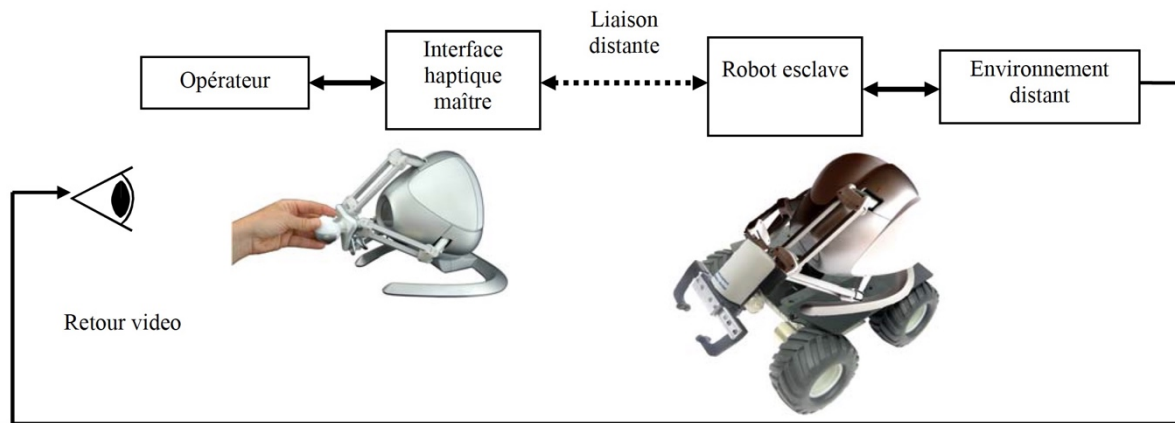 Liaison
distante
Opérateur
Interface
haptique
maître
Robot esclave
Environnement
distant
Retour video